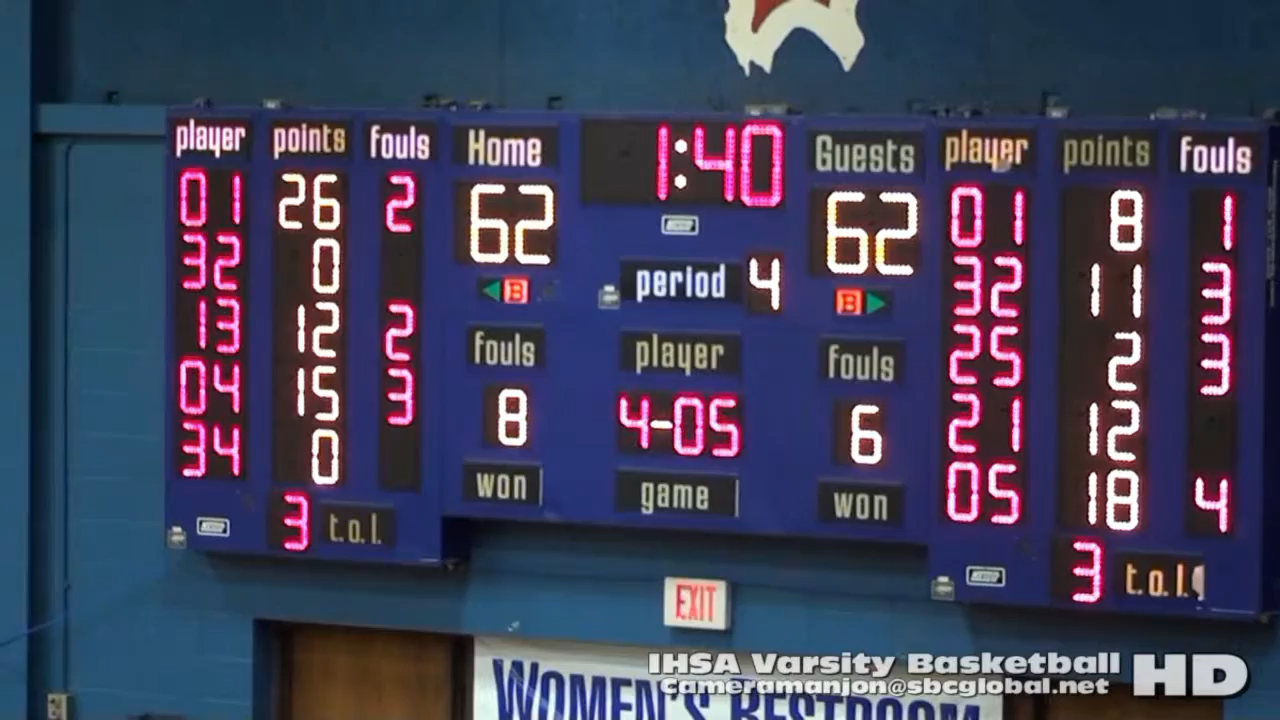 player points fouls Home 1:40 Guests player points fouls
01 26 2 62 62 01 8 1
32 0 B period 4 B 32 11 3
13 12 2 fouls player fouls 25 2 3
04 15 3 8 4-05 6 21 12
34 0 won game won 05 18 4
3 t.o.l. 3 t.o.l.
EXIT
WOMEN'S RESTROOM
IHSA Varsity Basketball HD
Cameramanjon@sbcglobal.net